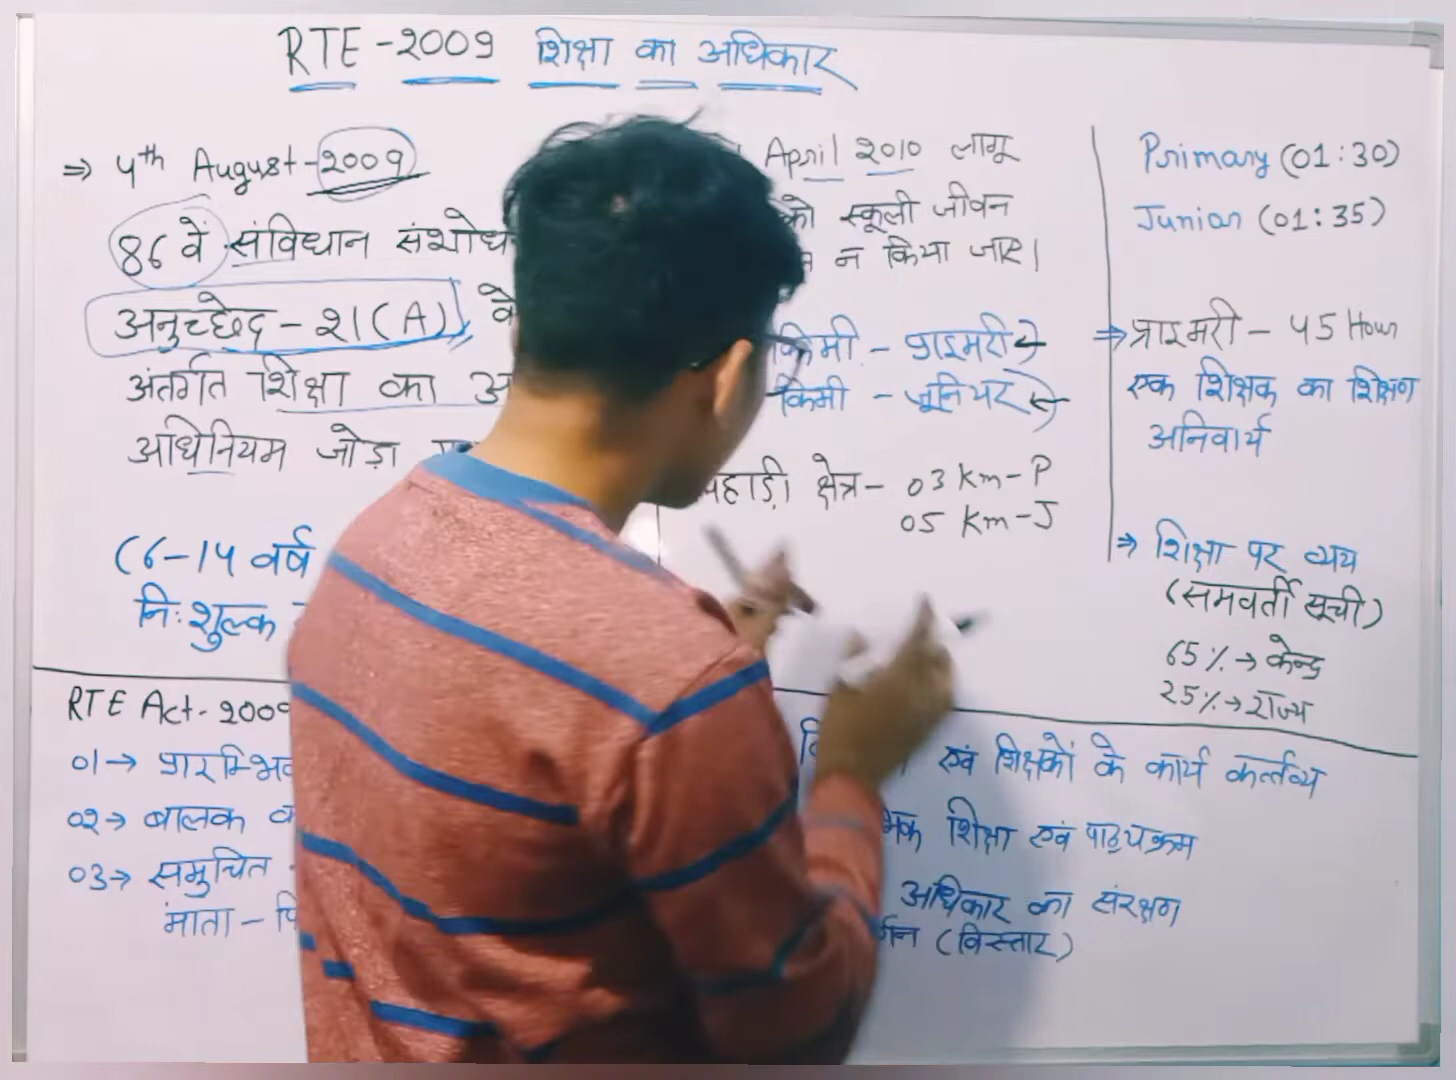 RTE - 2009 शिक्षा का अधिकार
⇒ 4th August - 2009
86 वें संविधान संशोध
अनुच्छेद - 21 (A) के
अंतर्गत शिक्षा का अ
अधिनियम जोड़ा
(6-14 वर्ष
निःशुल्क
April 2010 लागू
को स्कूली जीवन
न किया जाए।
किमी - प्राइमरी
किमी - जूनियर
पहाड़ी क्षेत्र - 03 Km - P
05 Km - J
Primary (01:30)
Junior (01:35)
⇒ प्राइमरी - 45 Hour
एक शिक्षक का शिक्षण
अनिवार्य
⇒ शिक्षा पर व्यय
(समवर्ती सूची)
65% → केन्द्र
25% → राज्य
RTE Act - 2009
01 → प्रारम्भिक
02 → बालक
03 → समुचित
माता - पि
एवं शिक्षकों के कार्य कर्त्तव्य
शिक्षा एवं पाठ्यक्रम
अधिकार का संरक्षण
(विस्तार)